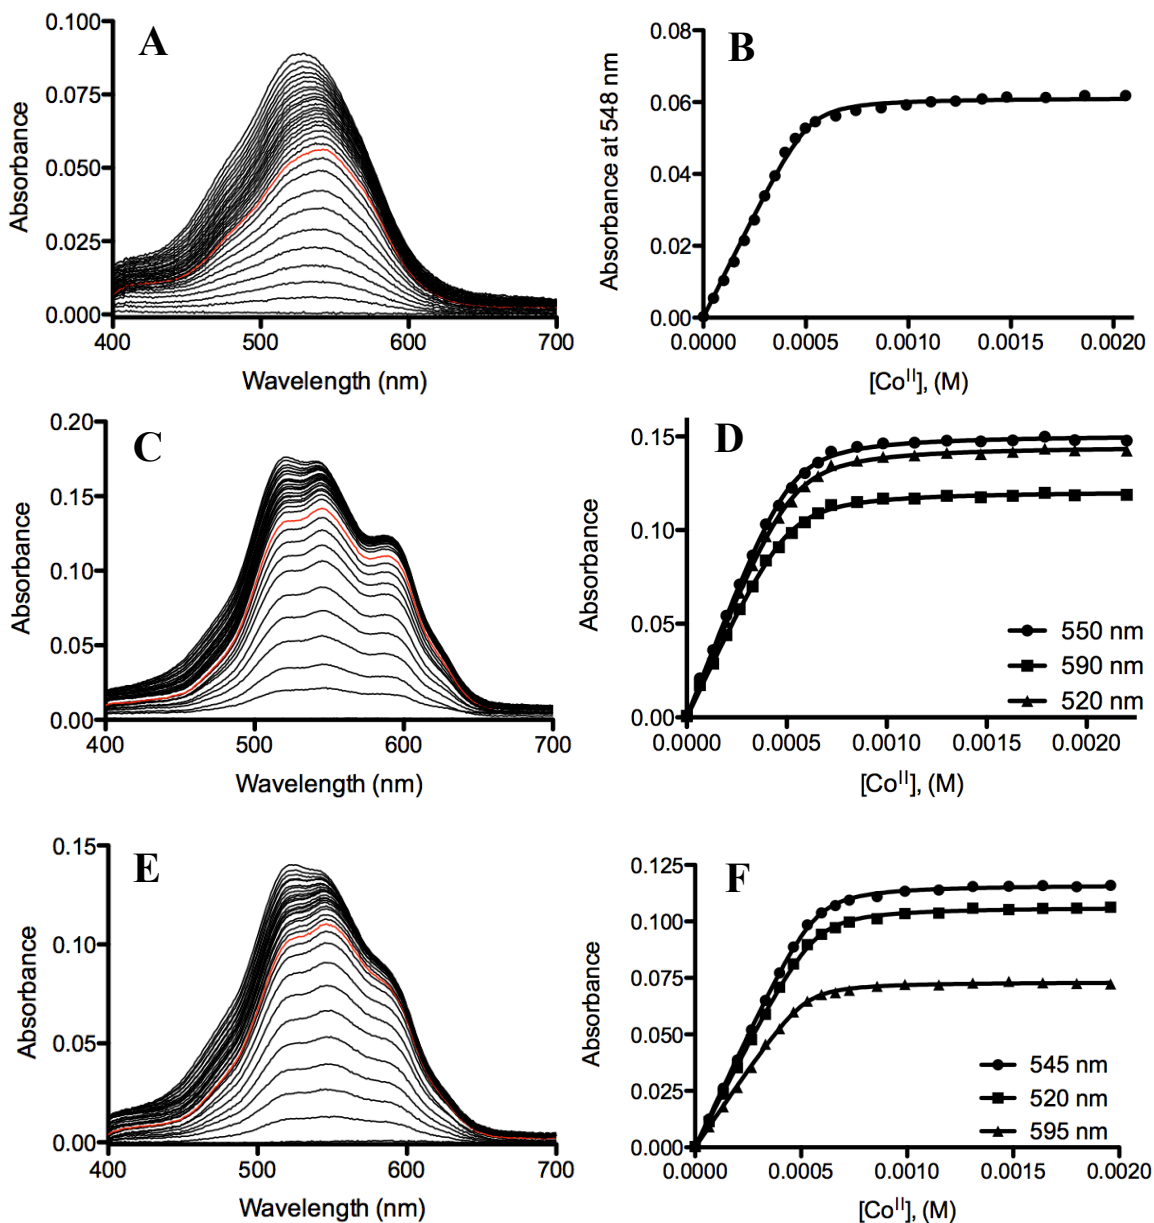 A
0.100
0.075
0.050
0.025
0.000
Absorbance
400 500 600 700
Wavelength (nm)
B
0.08
0.06
0.04
0.02
0.00
Absorbance at 548 nm
0.0000 0.0005 0.0010 0.0015 0.0020
[CoII], (M)
C
0.20
0.15
0.10
0.05
0.00
Absorbance
400 500 600 700
Wavelength (nm)
D
0.15
0.10
0.05
0.00
Absorbance
550 nm
590 nm
520 nm
0.0000 0.0005 0.0010 0.0015 0.0020
[CoII], (M)
E
0.15
0.10
0.05
0.00
Absorbance
400 500 600 700
Wavelength (nm)
F
0.125
0.100
0.075
0.050
0.025
0.000
Absorbance
545 nm
520 nm
595 nm
0.0000 0.0005 0.0010 0.0015 0.0020
[CoII], (M)